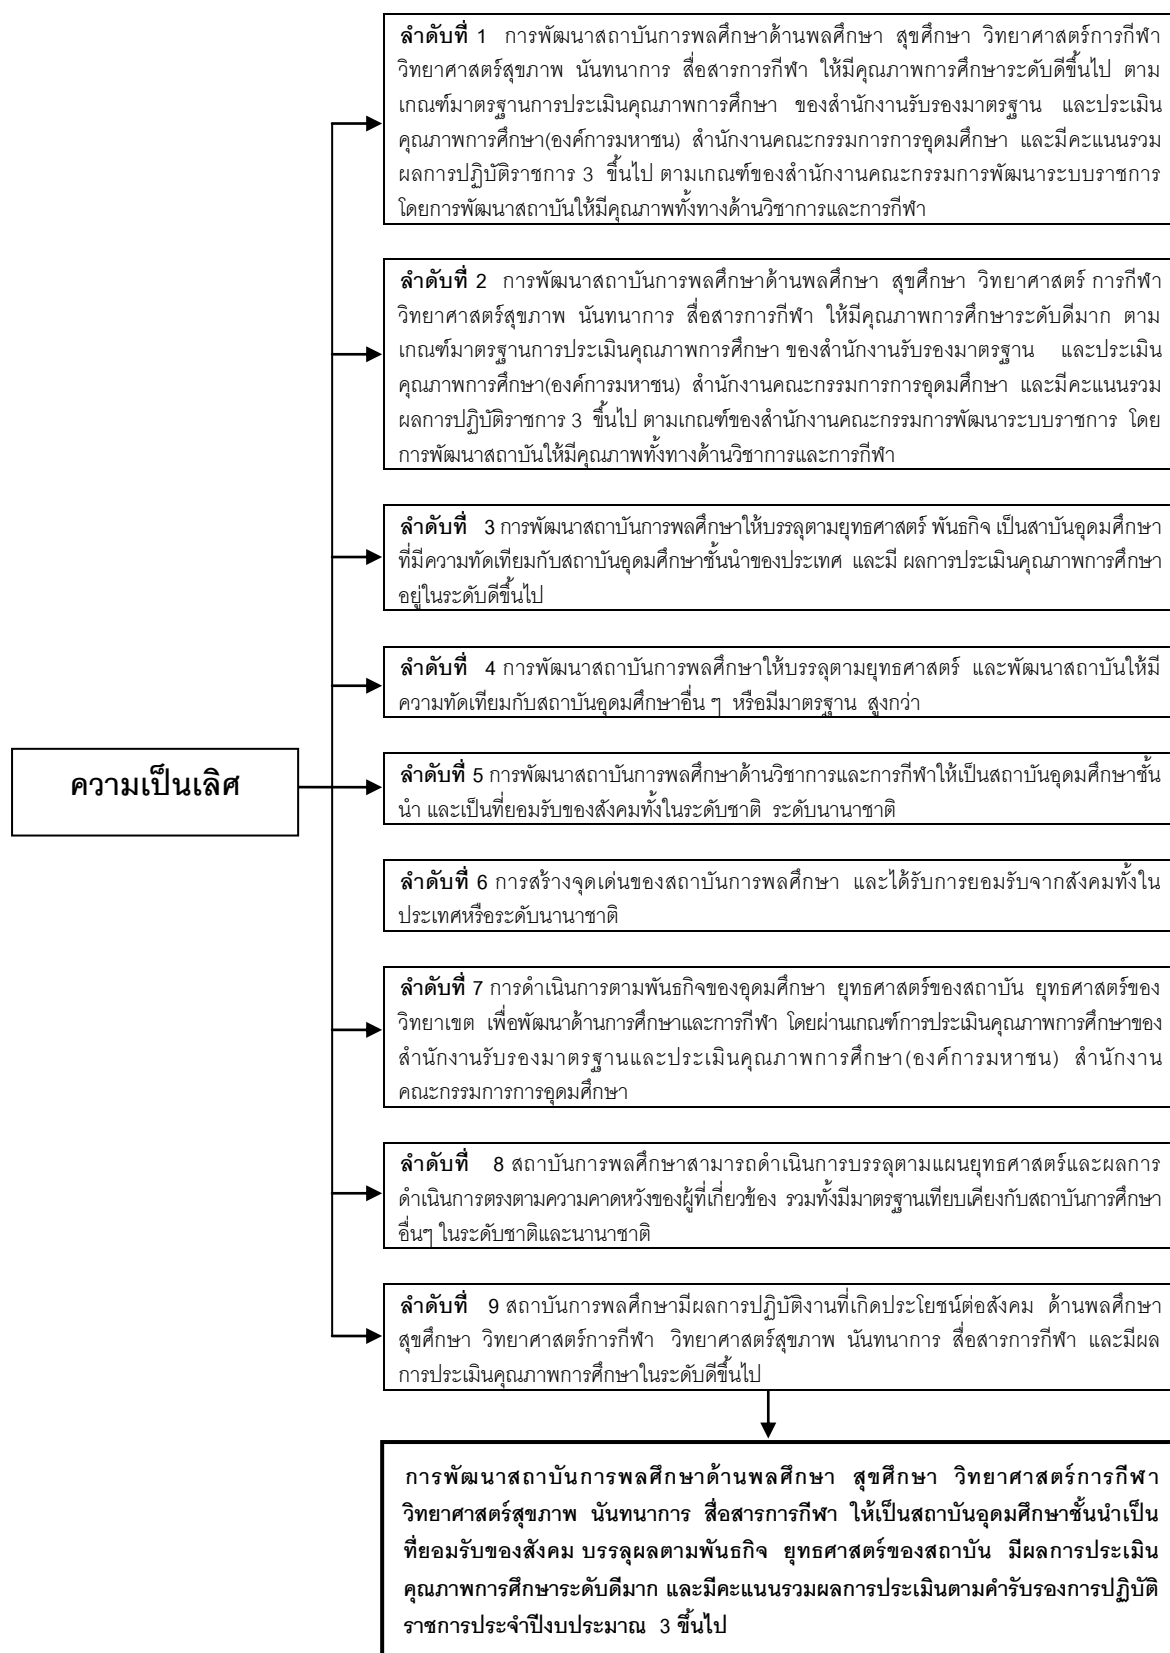 ลำดับที่ 1 การพัฒนาสถาบันการพลศึกษาด้านพลศึกษา สุขศึกษา วิทยาศาสตร์การกีฬา
วิทยาศาสตร์สุขภาพ นันทนาการ สื่อสารการกีฬา ให้มีคุณภาพการศึกษาระดับดีขึ้นไป ตาม
เกณฑ์มาตรฐานการประเมินคุณภาพการศึกษา ของสำนักงานรับรองมาตรฐาน และประเมิน
คุณภาพการศึกษา(องค์การมหาชน) สำนักงานคณะกรรมการการอุดมศึกษา และมีคะแนนรวม
ผลการปฏิบัติราชการ 3 ขึ้นไป ตามเกณฑ์ของสำนักงานคณะกรรมการพัฒนาระบบราชการ
โดยการพัฒนาสถาบันให้มีคุณภาพทั้งทางด้านวิชาการและการกีฬา
ลำดับที่ 2 การพัฒนาสถาบันการพลศึกษาด้านพลศึกษา สุขศึกษา วิทยาศาสตร์ การกีฬา
วิทยาศาสตร์สุขภาพ นันทนาการ สื่อสารการกีฬา ให้มีคุณภาพการศึกษาระดับดีมาก ตาม
เกณฑ์มาตรฐานการประเมินคุณภาพการศึกษา ของสำนักงานรับรองมาตรฐาน และประเมิน
คุณภาพการศึกษา(องค์การมหาชน) สำนักงานคณะกรรมการการอุดมศึกษา และมีคะแนนรวม
ผลการปฏิบัติราชการ 3 ขึ้นไป ตามเกณฑ์ของสำนักงานคณะกรรมการพัฒนาระบบราชการ โดย
การพัฒนาสถาบันให้มีคุณภาพทั้งทางด้านวิชาการและการกีฬา
ลำดับที่ 3 การพัฒนาสถาบันการพลศึกษาให้บรรลุตามยุทธศาสตร์ พันธกิจ เป็นสาบันอุดมศึกษา
ที่มีความทัดเทียมกับสถาบันอุดมศึกษาชั้นนำของประเทศ และมี ผลการประเมินคุณภาพการศึกษา
อยู่ในระดับดีขึ้นไป
ลำดับที่ 4 การพัฒนาสถาบันการพลศึกษาให้บรรลุตามยุทธศาสตร์ และพัฒนาสถาบันให้มี
ความทัดเทียมกับสถาบันอุดมศึกษาอื่น ๆ หรือมีมาตรฐาน สูงกว่า
ความเป็นเลิศ
ลำดับที่ 5 การพัฒนาสถาบันการพลศึกษาด้านวิชาการและการกีฬาให้เป็นสถาบันอุดมศึกษาชั้น
นำ และเป็นที่ยอมรับของสังคมทั้งในระดับชาติ ระดับนานาชาติ
ลำดับที่ 6 การสร้างจุดเด่นของสถาบันการพลศึกษา และได้รับการยอมรับจากสังคมทั้งใน
ประเทศหรือระดับนานาชาติ
ลำดับที่ 7 การดำเนินการตามพันธกิจของอุดมศึกษา ยุทธศาสตร์ของสถาบัน ยุทธศาสตร์ของ
วิทยาเขต เพื่อพัฒนาด้านการศึกษาและการกีฬา โดยผ่านเกณฑ์การประเมินคุณภาพการศึกษาของ
สำนักงานรับรองมาตรฐานและประเมินคุณภาพการศึกษา(องค์การมหาชน) สำนักงาน
คณะกรรมการการอุดมศึกษา
ลำดับที่ 8 สถาบันการพลศึกษาสามารถดำเนินการบรรลุตามแผนยุทธศาสตร์และผลการ
ดำเนินการตรงตามความคาดหวังของผู้ที่เกี่ยวข้อง รวมทั้งมีมาตรฐานเทียบเคียงกับสถาบันการศึกษา
อื่นๆ ในระดับชาติและนานาชาติ
ลำดับที่ 9 สถาบันการพลศึกษามีผลการปฏิบัติงานที่เกิดประโยชน์ต่อสังคม ด้านพลศึกษา
สุขศึกษา วิทยาศาสตร์การกีฬา วิทยาศาสตร์สุขภาพ นันทนาการ สื่อสารการกีฬา และมีผล
การประเมินคุณภาพการศึกษาในระดับดีขึ้นไป
การพัฒนาสถาบันการพลศึกษาด้านพลศึกษา สุขศึกษา วิทยาศาสตร์การกีฬา
วิทยาศาสตร์สุขภาพ นันทนาการ สื่อสารการกีฬา ให้เป็นสถาบันอุดมศึกษาชั้นนำเป็น
ที่ยอมรับของสังคม บรรลุผลตามพันธกิจ ยุทธศาสตร์ของสถาบัน มีผลการประเมิน
คุณภาพการศึกษาระดับดีมาก และมีคะแนนรวมผลการประเมินตามคำรับรองการปฏิบัติ
ราชการประจำปีงบประมาณ 3 ขึ้นไป